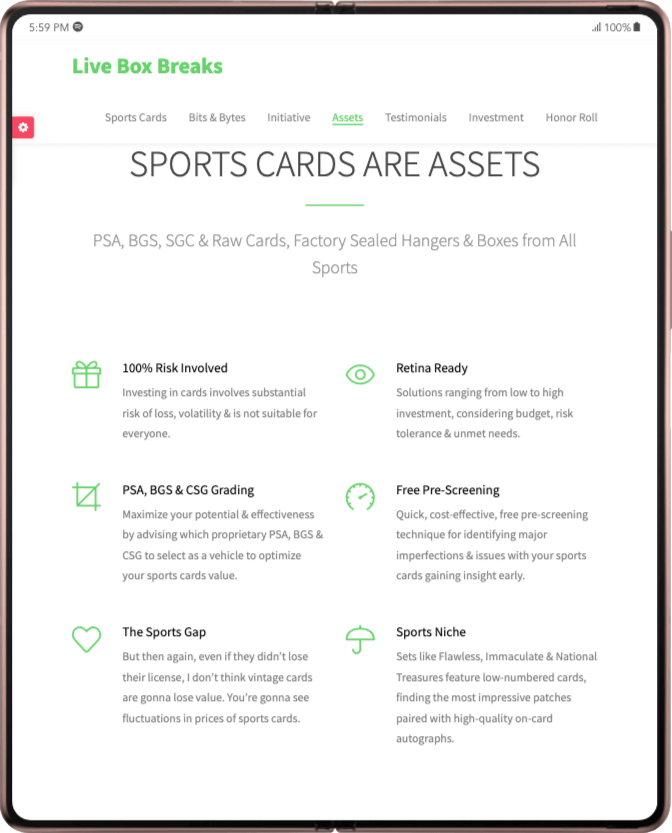 5:59 PM
100%
Live Box Breaks
Sports Cards Bits & Bytes Initiative Assets Testimonials Investment Honor Roll
SPORTS CARDS ARE ASSETS
PSA, BGS, SGC & Raw Cards, Factory Sealed Hangers & Boxes from All
Sports
100% Risk Involved
Investing in cards involves substantial
risk of loss, volatility & is not suitable for
everyone.
Retina Ready
Solutions ranging from low to high
investment, considering budget, risk
tolerance & unmet needs.
PSA, BGS & CSG Grading
Maximize your potential & effectiveness
by advising which proprietary PSA, BGS &
CSG to select as a vehicle to optimize
your sports cards value.
Free Pre-Screening
Quick, cost-effective, free pre-screening
technique for identifying major
imperfections & issues with your sports
cards gaining insight early.
The Sports Gap
But then again, even if they didn't lose
their license, I don't think vintage cards
are gonna lose value. You're gonna see
fluctuations in prices of sports cards.
Sports Niche
Sets like Flawless, Immaculate & National
Treasures feature low-numbered cards,
finding the most impressive patches
paired with high-quality on-card
autographs.